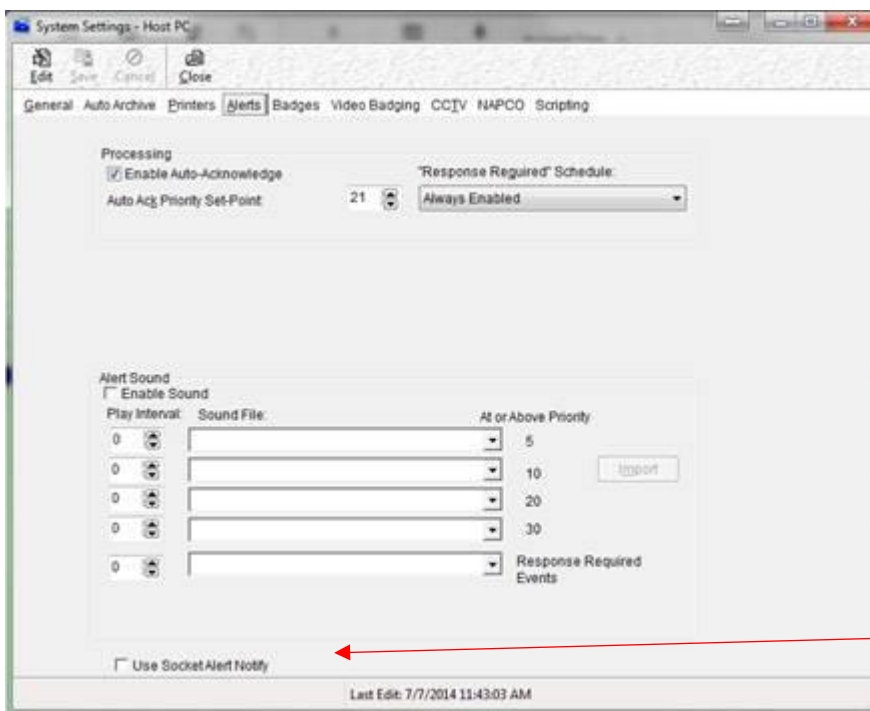 System Settings - Host PC
Edit Save Cancel Close
General Auto Archive Printers Alerts Badges Video Badging CCTV NAPCO Scripting
Processing
Enable Auto-Acknowledge "Response Required" Schedule:
Auto Ack Priority Set-Point: 21 Always Enabled
Alert Sound
Enable Sound
Play Interval: Sound File: At or Above Priority
0 5
0 10 Import
0 20
0 30
0 Response Required
Events
Use Socket Alert Notify
Last Edit: 7/7/2014 11:43:03 AM